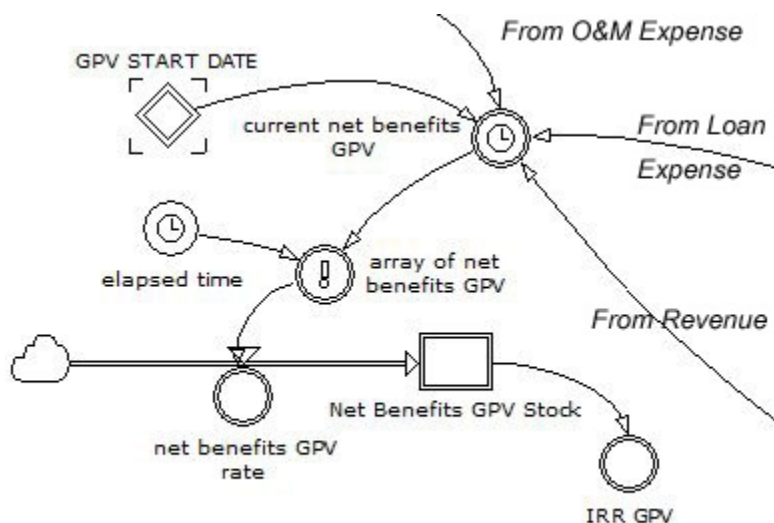 From O&M Expense
GPV START DATE
current net benefits
GPV
From Loan
Expense
elapsed time
array of net
benefits GPV
From Revenue
Net Benefits GPV Stock
net benefits GPV
rate
IRR GPV